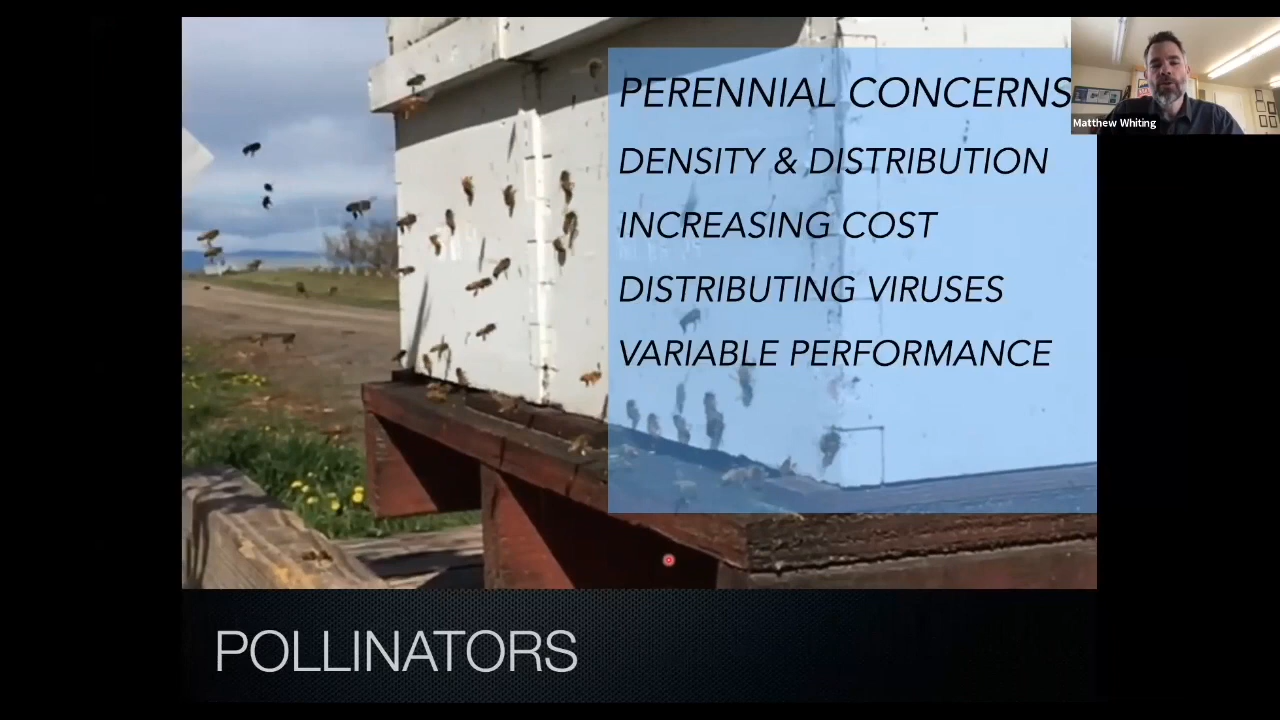 PERENNIAL CONCERNS
DENSITY & DISTRIBUTION
INCREASING COST
DISTRIBUTING VIRUSES
VARIABLE PERFORMANCE
Matthew Whiting
POLLINATORS